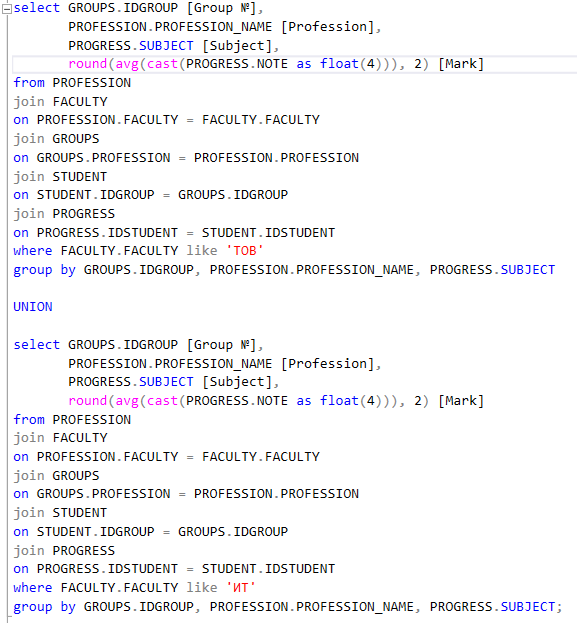 select GROUPS.IDGROUP [Group №],
PROFESSION.PROFESSION_NAME [Profession],
PROGRESS.SUBJECT [Subject],
round(avg(cast(PROGRESS.NOTE as float(4))), 2) [Mark]
from PROFESSION
join FACULTY
on PROFESSION.FACULTY = FACULTY.FACULTY
join GROUPS
on GROUPS.PROFESSION = PROFESSION.PROFESSION
join STUDENT
on STUDENT.IDGROUP = GROUPS.IDGROUP
join PROGRESS
on PROGRESS.IDSTUDENT = STUDENT.IDSTUDENT
where FACULTY.FACULTY like 'ТОВ'
group by GROUPS.IDGROUP, PROFESSION.PROFESSION_NAME, PROGRESS.SUBJECT
UNION
select GROUPS.IDGROUP [Group №],
PROFESSION.PROFESSION_NAME [Profession],
PROGRESS.SUBJECT [Subject],
round(avg(cast(PROGRESS.NOTE as float(4))), 2) [Mark]
from PROFESSION
join FACULTY
on PROFESSION.FACULTY = FACULTY.FACULTY
join GROUPS
on GROUPS.PROFESSION = PROFESSION.PROFESSION
join STUDENT
on STUDENT.IDGROUP = GROUPS.IDGROUP
join PROGRESS
on PROGRESS.IDSTUDENT = STUDENT.IDSTUDENT
where FACULTY.FACULTY like 'ИТ'
group by GROUPS.IDGROUP, PROFESSION.PROFESSION_NAME, PROGRESS.SUBJECT;